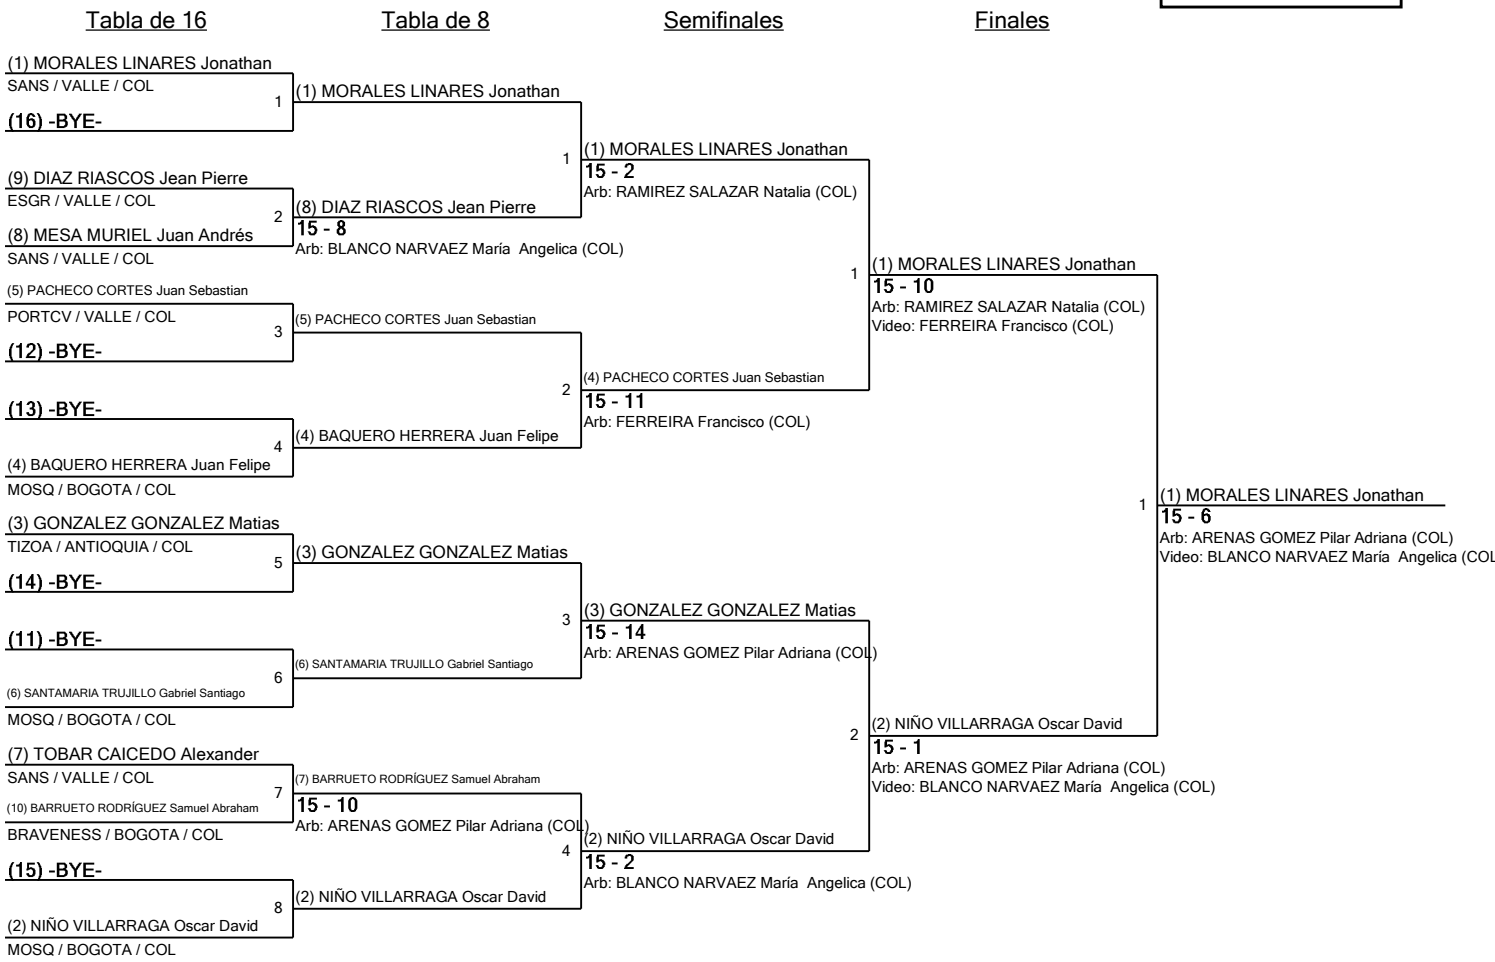 Tabla de 16
Tabla de 8
Semifinales
Finales
(1) MORALES LINARES Jonathan
SANS / VALLE / COL
1
(16) -BYE-
(9) DIAZ RIASCOS Jean Pierre
ESGR / VALLE / COL
2
(8) MESA MURIEL Juan Andrés
SANS / VALLE / COL
(5) PACHECO CORTES Juan Sebastian
PORTCV / VALLE / COL
3
(12) -BYE-
(13) -BYE-
4
(4) BAQUERO HERRERA Juan Felipe
MOSQ / BOGOTA / COL
(3) GONZALEZ GONZALEZ Matias
TIZOA / ANTIOQUIA / COL
5
(14) -BYE-
(11) -BYE-
6
(6) SANTAMARIA TRUJILLO Gabriel Santiago
MOSQ / BOGOTA / COL
(7) TOBAR CAICEDO Alexander
SANS / VALLE / COL
7
(10) BARRUETO RODRÍGUEZ Samuel Abraham
BRAVENESS / BOGOTA / COL
(15) -BYE-
8
(2) NIÑO VILLARRAGA Oscar David
MOSQ / BOGOTA / COL
(1) MORALES LINARES Jonathan
1
(8) DIAZ RIASCOS Jean Pierre
15 - 8
Arb: BLANCO NARVAEZ María  Angelica (COL)
(5) PACHECO CORTES Juan Sebastian
2
(4) BAQUERO HERRERA Juan Felipe
(3) GONZALEZ GONZALEZ Matias
3
(6) SANTAMARIA TRUJILLO Gabriel Santiago
(7) BARRUETO RODRÍGUEZ Samuel Abraham
15 - 10
Arb: ARENAS GOMEZ Pilar Adriana (COL)
4
(2) NIÑO VILLARRAGA Oscar David
(1) MORALES LINARES Jonathan
15 - 2
Arb: RAMIREZ SALAZAR Natalia (COL)
1
(4) PACHECO CORTES Juan Sebastian
15 - 11
Arb: FERREIRA Francisco (COL)
(3) GONZALEZ GONZALEZ Matias
15 - 14
Arb: ARENAS GOMEZ Pilar Adriana (COL)
2
(2) NIÑO VILLARRAGA Oscar David
15 - 2
Arb: BLANCO NARVAEZ María  Angelica (COL)
(1) MORALES LINARES Jonathan
15 - 10
Arb: RAMIREZ SALAZAR Natalia (COL)
Video: FERREIRA Francisco (COL)
1
(2) NIÑO VILLARRAGA Oscar David
15 - 1
Arb: ARENAS GOMEZ Pilar Adriana (COL)
Video: BLANCO NARVAEZ María  Angelica (COL)
(1) MORALES LINARES Jonathan
15 - 6
Arb: ARENAS GOMEZ Pilar Adriana (COL)
Video: BLANCO NARVAEZ María  Angelica (COL